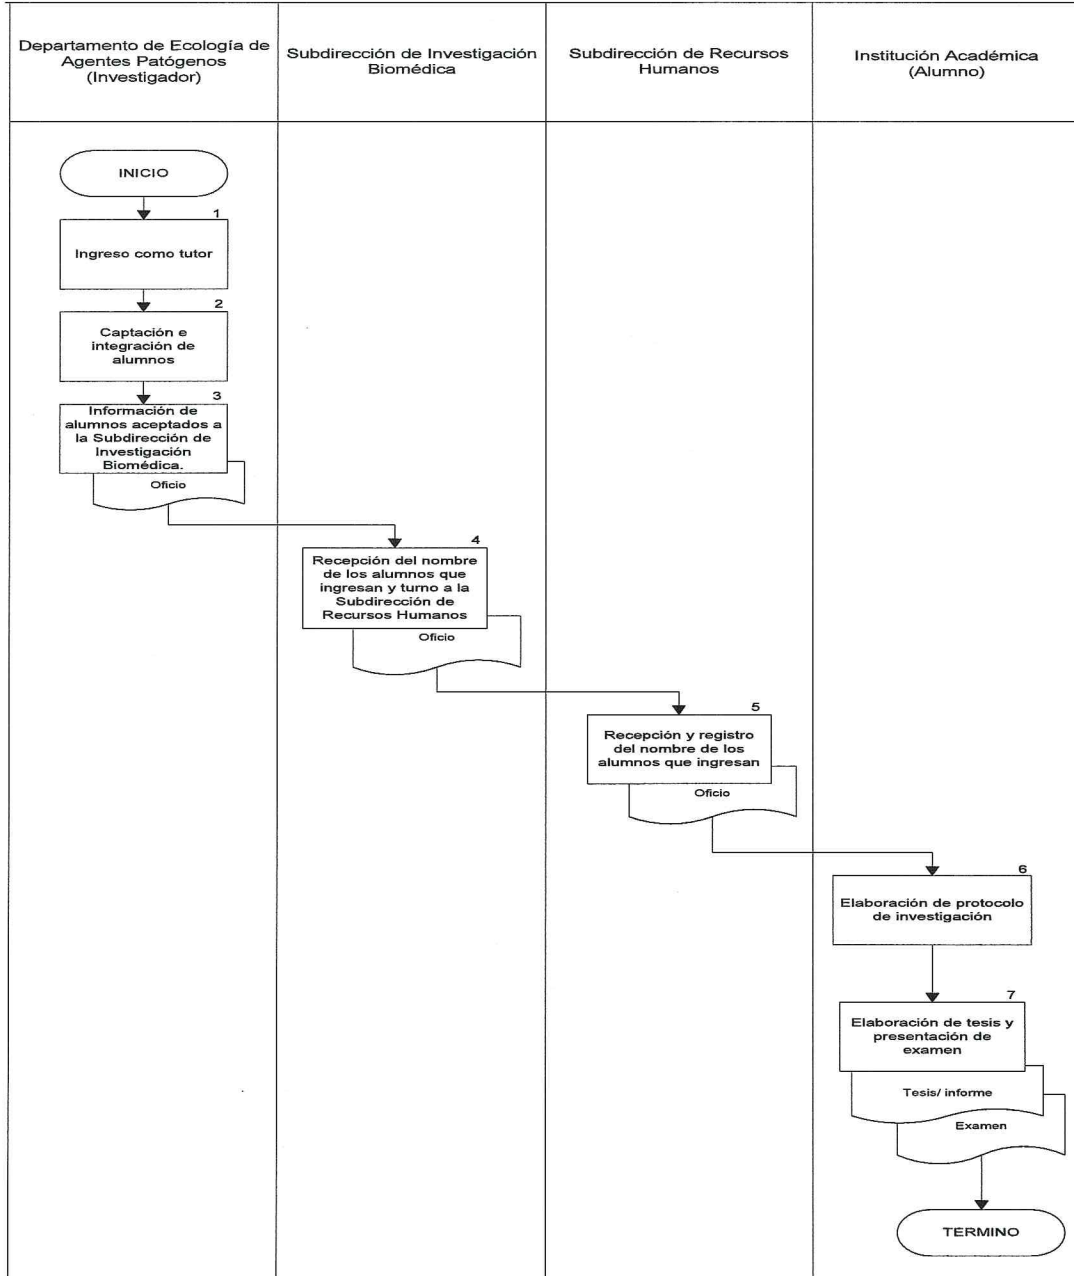 Departamento de Ecología de
Agentes Patógenos
(Investigador)
Subdirección de Investigación
Biomédica
Subdirección de Recursos
Humanos
Institución Académica
(Alumno)
INICIO
1
Ingreso como tutor
2
Captación e
integración de
alumnos
3
Información de
alumnos aceptados a
la Subdirección de
Investigación
Biomédica.
Oficio
4
Recepción del nombre
de los alumnos que
ingresan y turno a la
Subdirección de
Recursos Humanos
Oficio
5
Recepción y registro
del nombre de los
alumnos que ingresan
Oficio
6
Elaboración de protocolo
de investigación
7
Elaboración de tesis y
presentación de
examen
Tesis/ informe
Examen
TERMINO